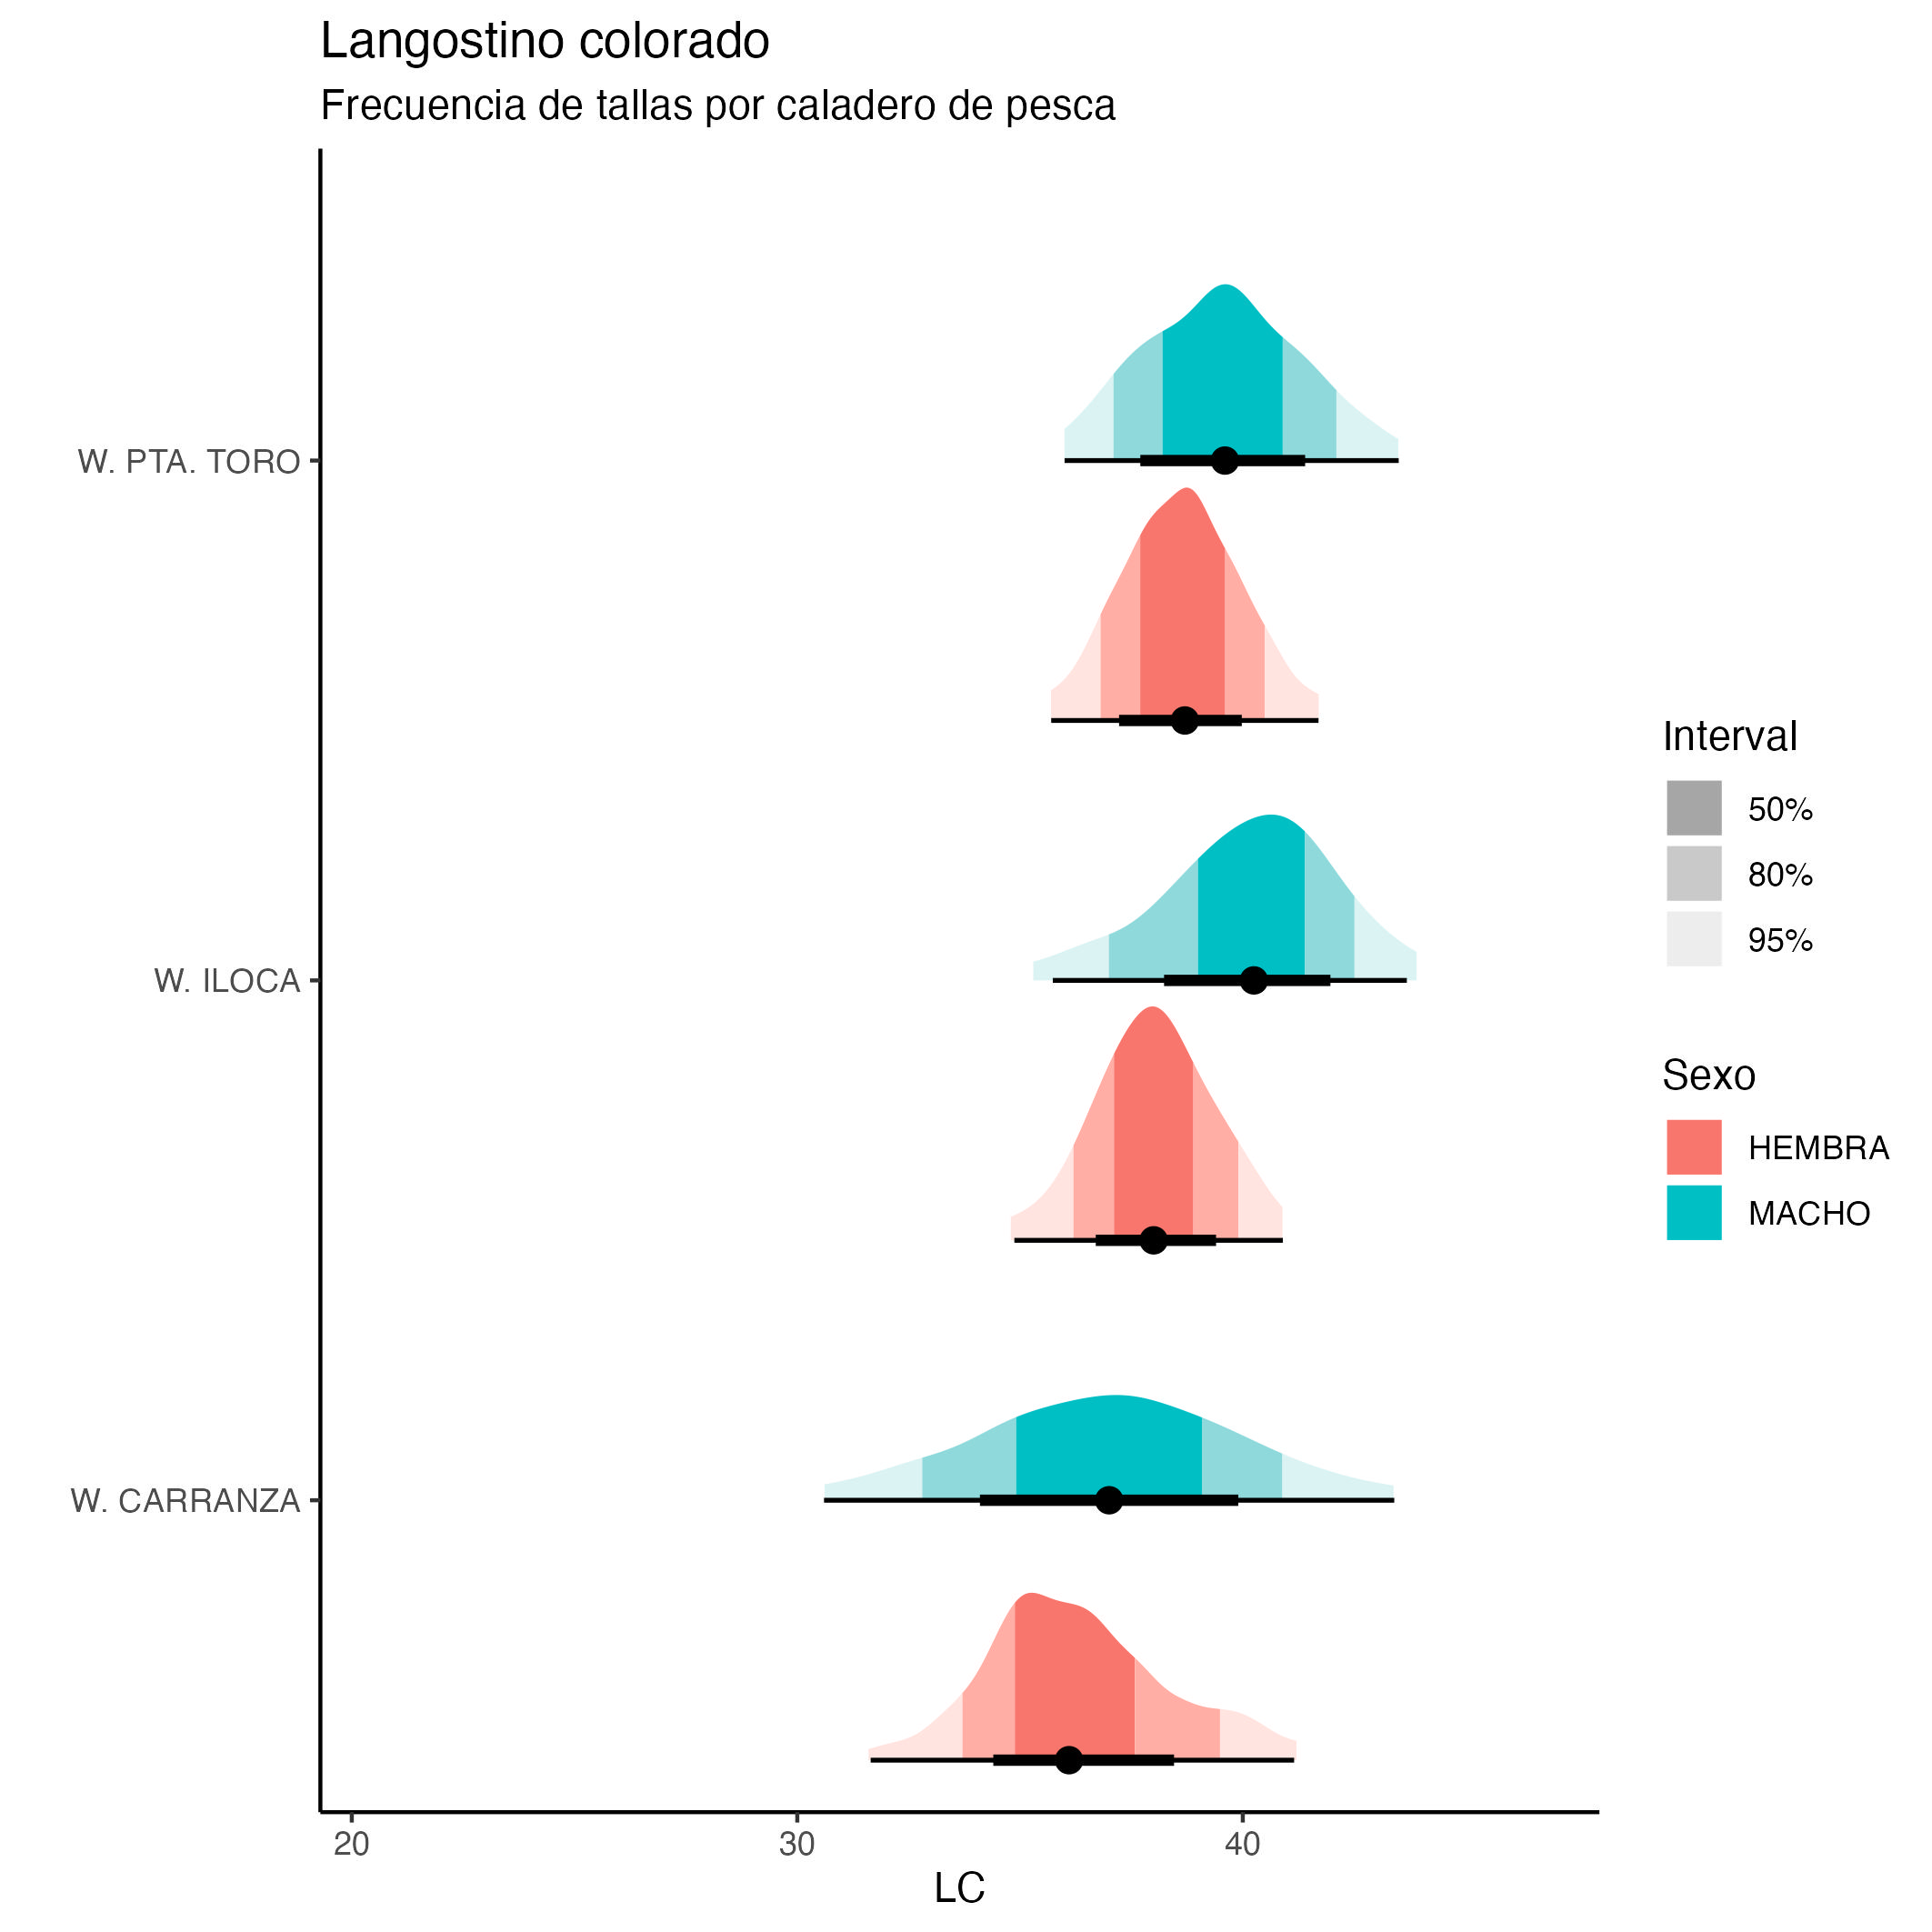 Langostino colorado
Frecuencia de tallas por caladero de pesca
W. PTA. TORO
W. ILOCA
W. CARRANZA
20 30 40
LC
Interval
50%
80%
95%
Sexo
HEMBRA
MACHO